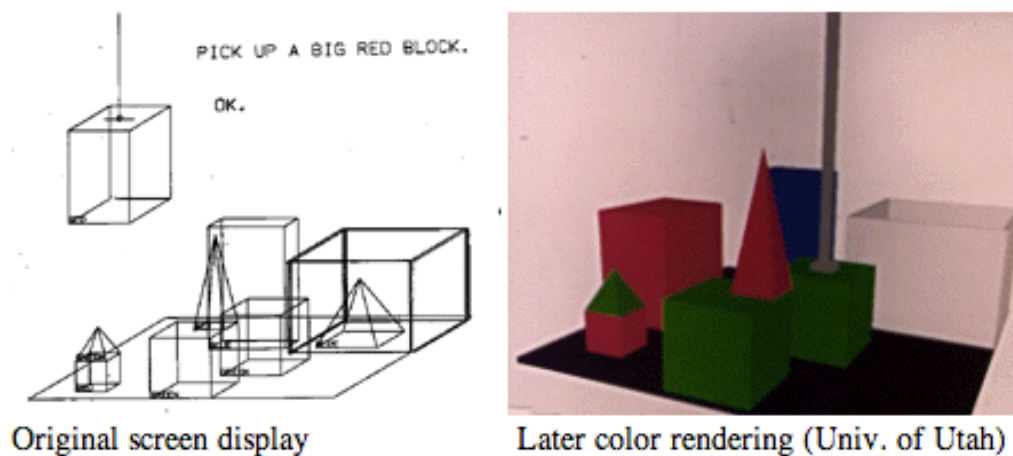 PICK UP A BIG RED BLOCK.
OK.
Original screen display
Later color rendering (Univ. of Utah)